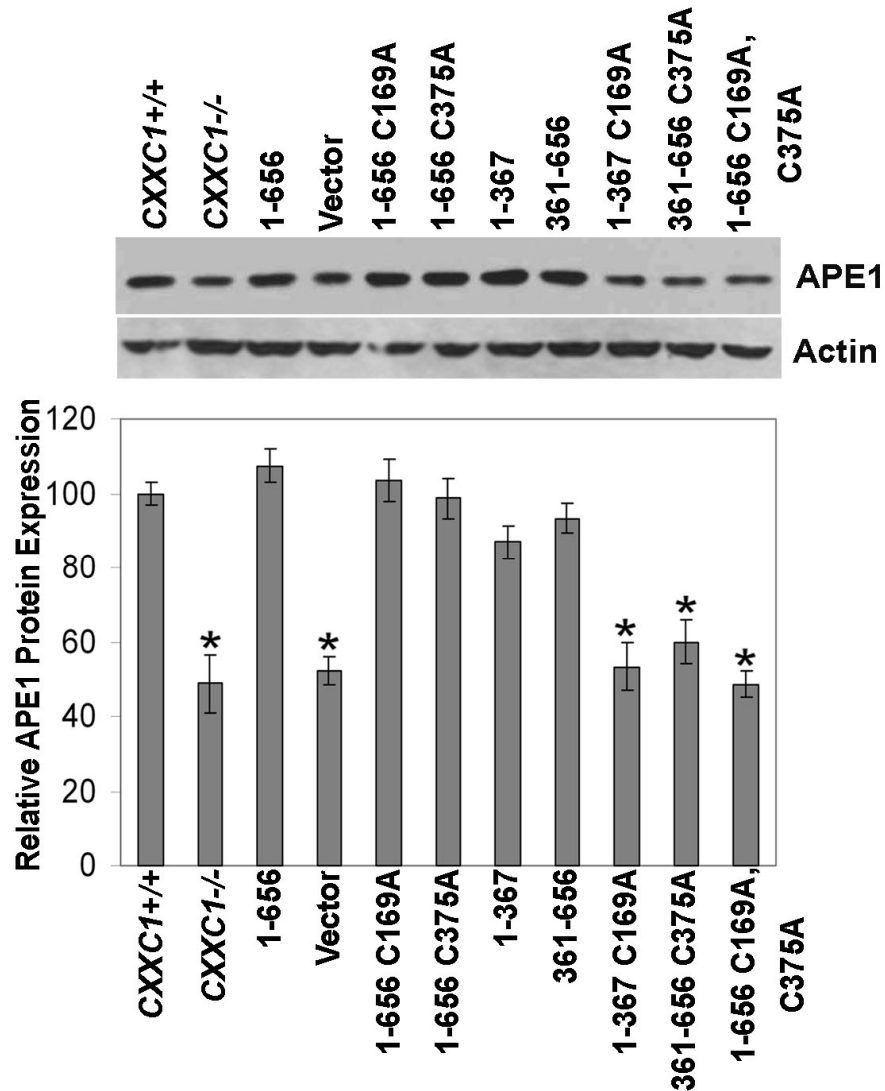 CXXC1+/+
CXXC1-/-
1-656
Vector
1-656 C169A
1-656 C375A
1-367
361-656
1-367 C169A
361-656 C375A
1-656 C169A,
C375A
APE1
Actin
Relative APE1 Protein Expression
120
100
80
60
40
20
0
*
*
*
*
*
CXXC1+/+
CXXC1-/-
1-656
Vector
1-656 C169A
1-656 C375A
1-367
361-656
1-367 C169A
361-656 C375A
1-656 C169A,
C375A